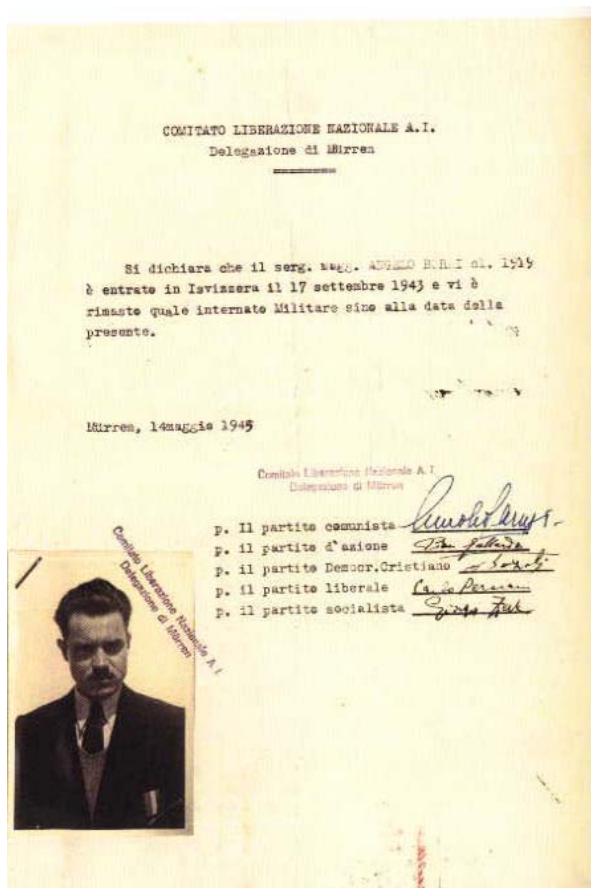 COMITATO LIBERAZIONE NAZIONALE A.I.
Delegazione di Mürren
Si dichiara che il serg. magg. ANGELO cl. 1919
è entrato in Isvizzera il 17 settembre 1943 e vi è
rimasto quale internato Militare sino alla data della
presente.
Mürren, 14maggio 1945
Comitato Liberazione Nazionale A. I
Delegazione di Mürren
p. Il partito comunista
p. il partito d'azione
p. il partito Democr.Cristiano
p. il partito liberale Carlo
p. il partito socialista
Comitato Liberazione Nazionale A. I
Delegazione di Mürren